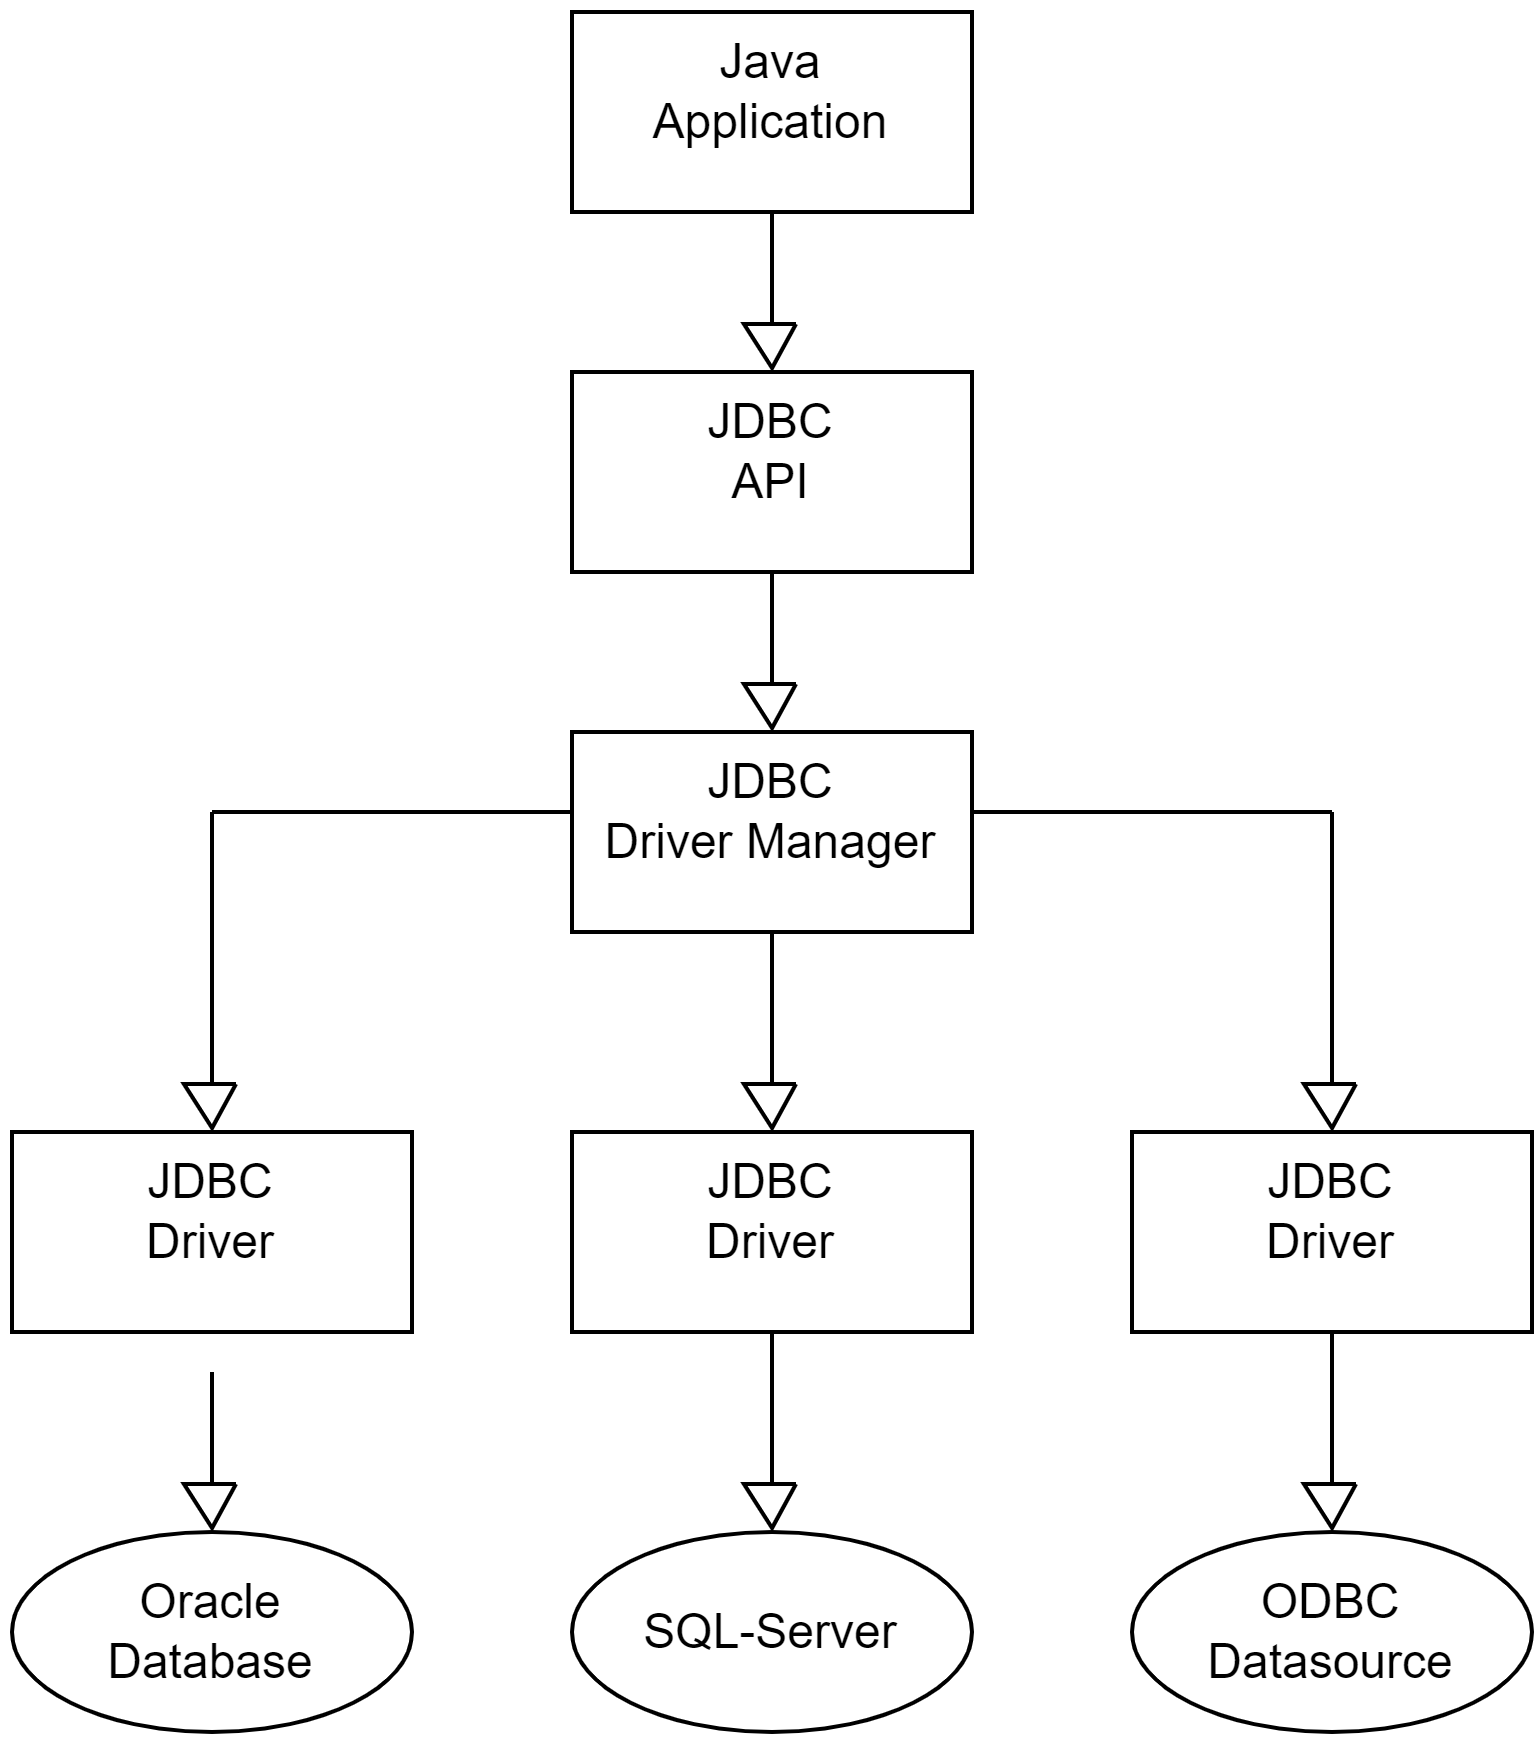 Java
Application
JDBC
API
JDBC
Driver Manager
JDBC
Driver
JDBC
Driver
JDBC
Driver
Oracle
Database
SQL-Server
ODBC
Datasource